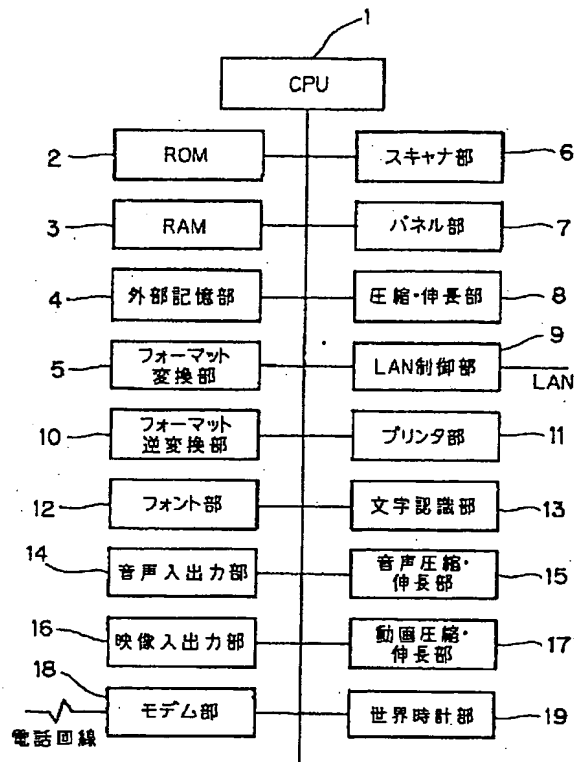 1
CPU
2
ROM
スキャナ部
6
3
RAM
パネル部
7
4
外部記憶部
圧縮・伸長部
8
5
フォーマット
変換部
LAN制御部
9
LAN
10
フォーマット
逆変換部
プリンタ部
11
12
フォント部
文字認識部
13
14
音声入出力部
音声圧縮・
伸長部
15
16
映像入出力部
動画圧縮・
伸長部
17
18
モデム部
電話回線
世界時計部
19